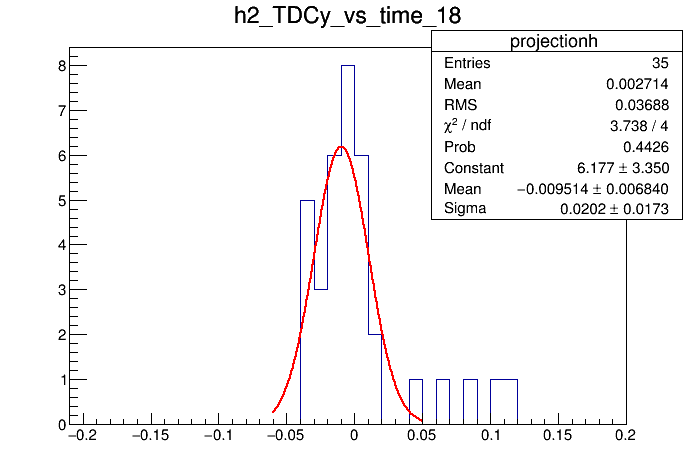 h2_TDCy_vs_time_18
projectionh
Entries 35
Mean 0.002714
RMS 0.03688
χ² / ndf 3.738 / 4
Prob 0.4426
Constant 6.177 ± 3.350
Mean −0.009514 ± 0.006840
Sigma 0.0202 ± 0.0173
8
7
6
5
4
3
2
1
0
−0.2 −0.15 −0.1 −0.05 0 0.05 0.1 0.15 0.2